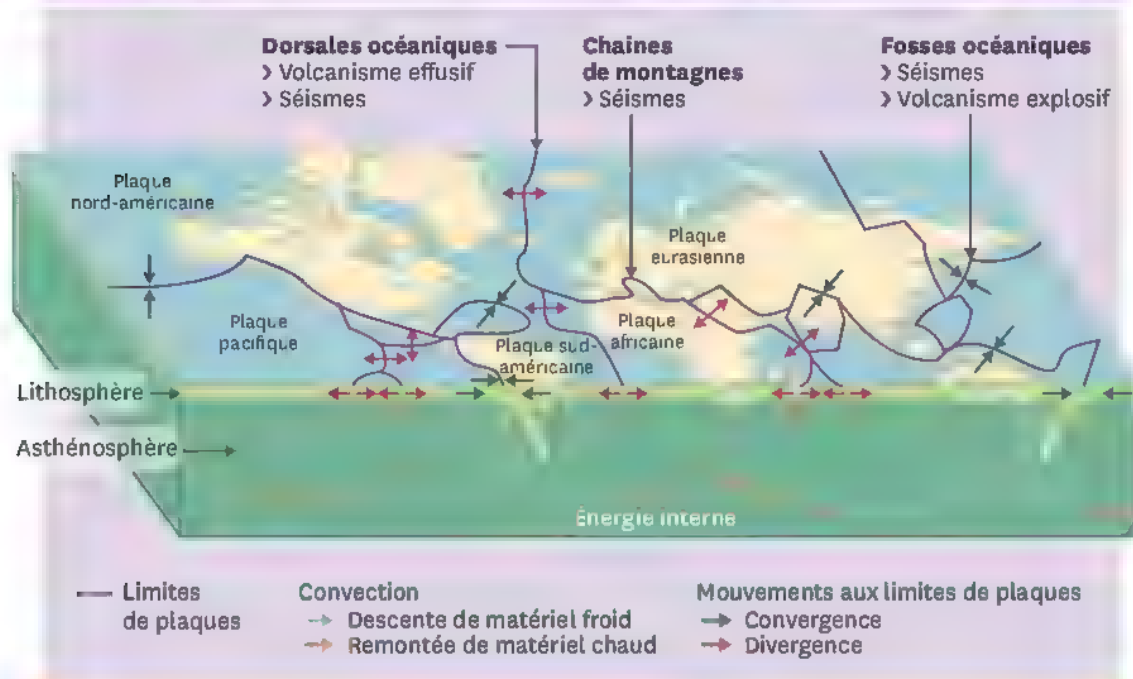 Dorsales océaniques
› Volcanisme effusif
› Séismes
Chaines
de montagnes
› Séismes
Fosses océaniques
› Séismes
› Volcanisme explosif
Plaque
nord-américaine
Plaque
eurasienne
Plaque
pacifique
Plaque sud-
américaine
Plaque
africaine
Lithosphère
Asthénosphère
Énergie interne
Limites
de plaques
Convection
Descente de matériel froid
Remontée de matériel chaud
Mouvements aux limites de plaques
Convergence
Divergence